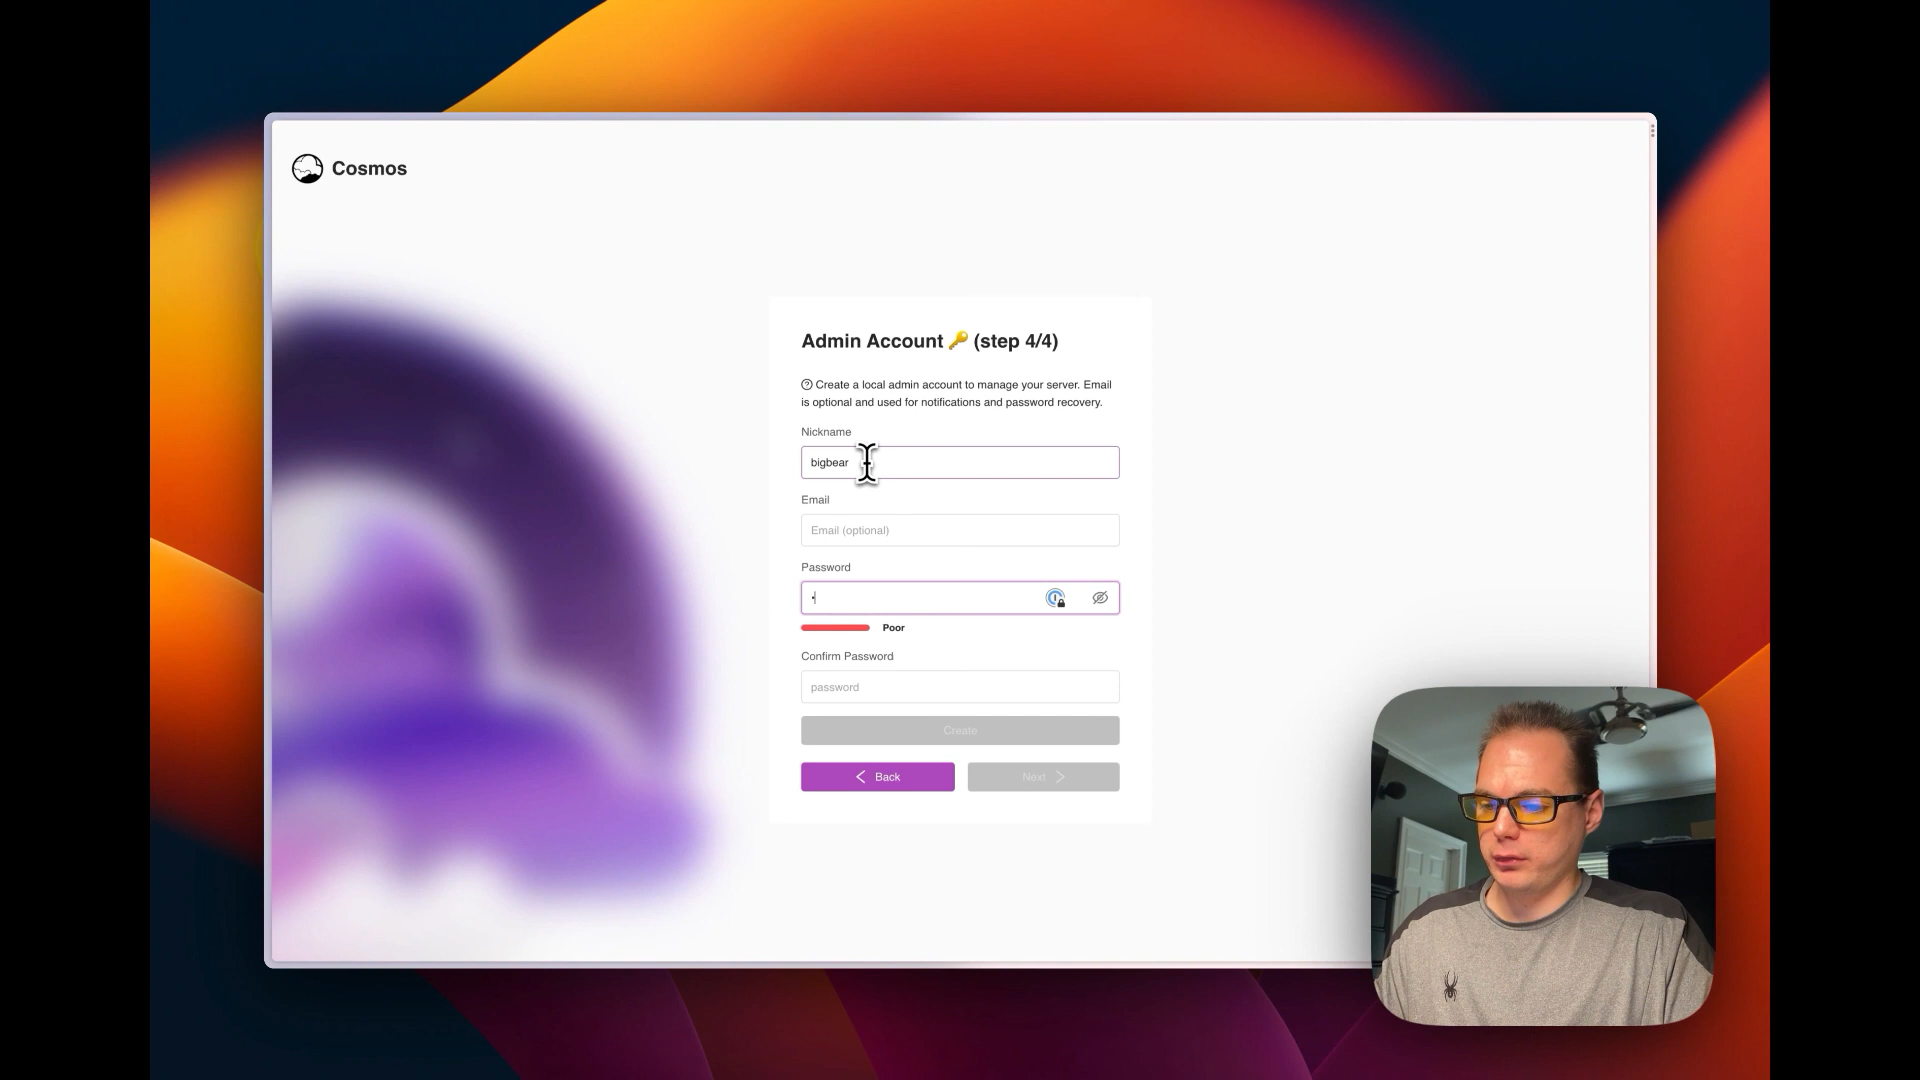 Cosmos
Admin Account 🔑 (step 4/4)
Create a local admin account to manage your server. Email
is optional and used for notifications and password recovery.
Nickname
bigbear
Email
Email (optional)
Password
Poor
Confirm Password
password
Create
Back
Next